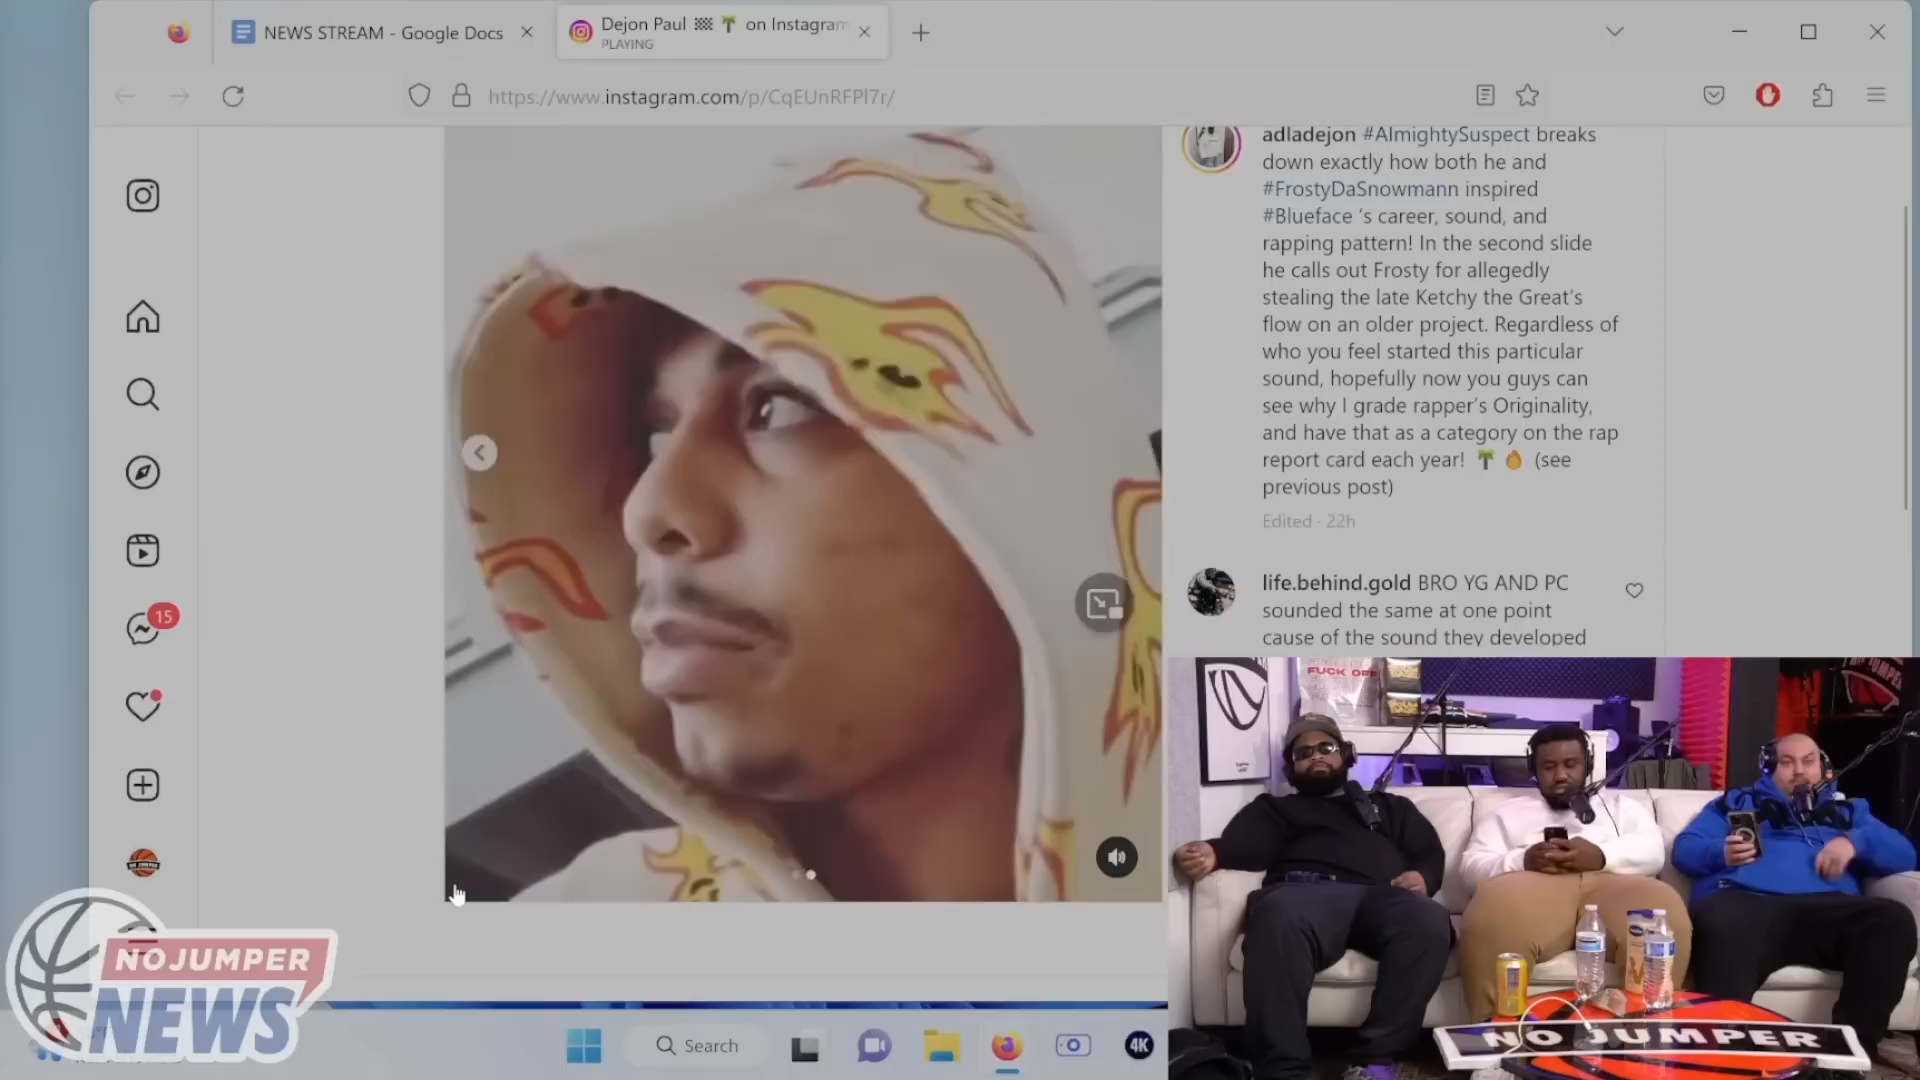 NEWS STREAM - Google Docs
Dejon Paul 🏁 🌴 on Instagram
PLAYING
https://www.instagram.com/p/CqEUnRFPl7r/
adladejon #AlmightySuspect breaks
down exactly how both he and
#FrostyDaSnowmann inspired
#Blueface 's career, sound, and
rapping pattern! In the second slide
he calls out Frosty for allegedly
stealing the late Ketchy the Great's
flow on an older project. Regardless of
who you feel started this particular
sound, hopefully now you guys can
see why I grade rapper's Originality,
and have that as a category on the rap
report card each year! 🌴 🔥 (see
previous post)
Edited · 22h
life.behind.gold BRO YG AND PC
sounded the same at one point
cause of the sound they developed
15
FUCK OFF
NO JUMPER
NOJUMPER
NEWS
Search
4K